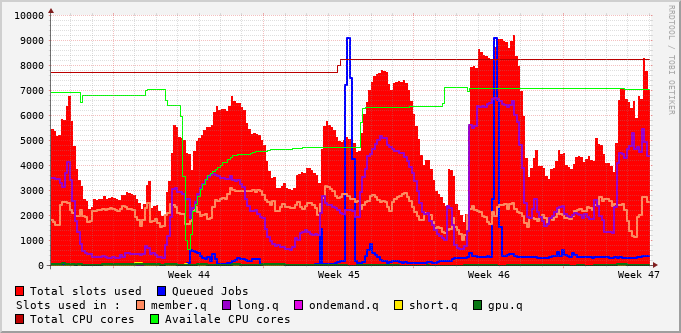 RRDTOOL / TOBI OETIKER
10000
9000
8000
7000
6000
5000
4000
3000
2000
1000
0
Week 44 Week 45 Week 46 Week 47
Total slots used Queued Jobs
Slots used in : member.q long.q ondemand.q short.q gpu.q
Total CPU cores Availale CPU cores